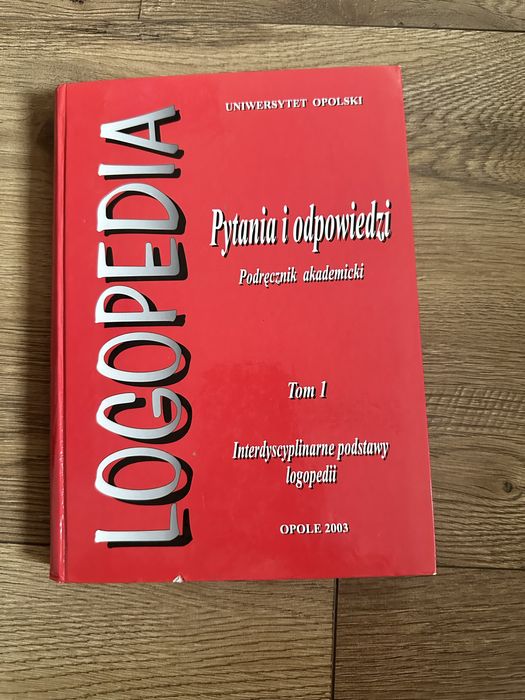 LOGOPEDIA
UNIWERSYTET OPOLSKI
Pytania i odpowiedzi
Podręcznik akademicki
Tom 1
Interdyscyplinarne podstawy
logopedii
OPOLE 2003